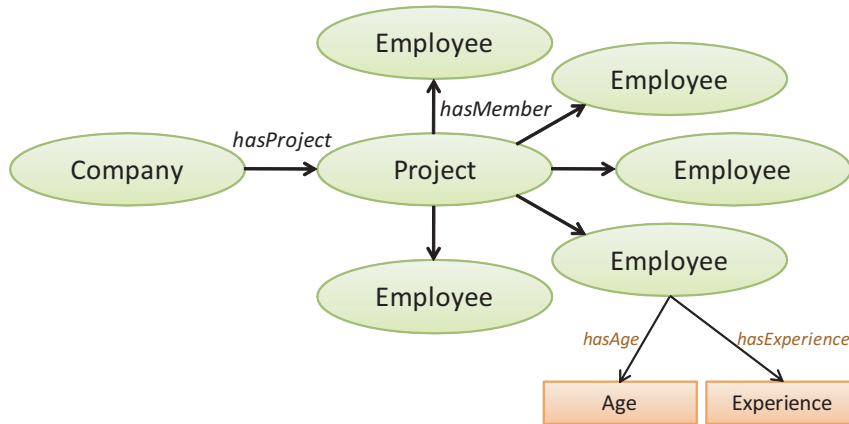 Employee
Employee
hasMember
hasProject
Company
Project
Employee
Employee
Employee
hasAge
hasExperience
Age
Experience